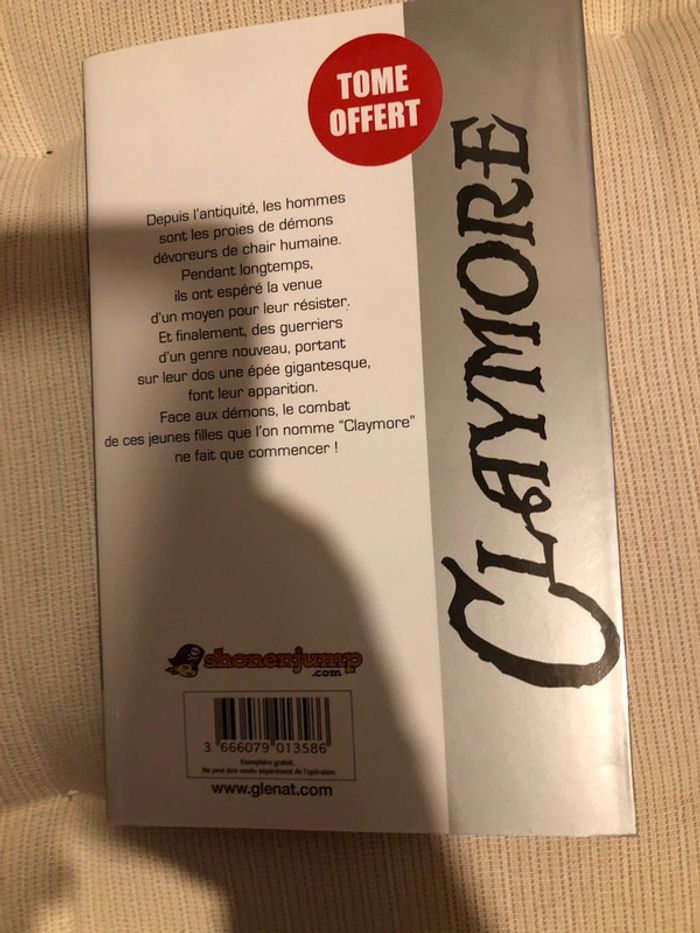 TOME
OFFERT
CLAYMORE
Depuis l'antiquité, les hommes
sont les proies de démons
dévoreurs de chair humaine.
Pendant longtemps,
ils ont espéré la venue
d'un moyen pour leur résister.
Et finalement, des guerriers
d'un genre nouveau, portant
sur leur dos une épée gigantesque,
font leur apparition.
Face aux démons, le combat
de ces jeunes filles que l'on nomme "Claymore"
ne fait que commencer !
shonenjump
.com
3 666079 013586
Exemplaire gratuit.
Ne peut être vendu séparément de l'opération.
www.glenat.com